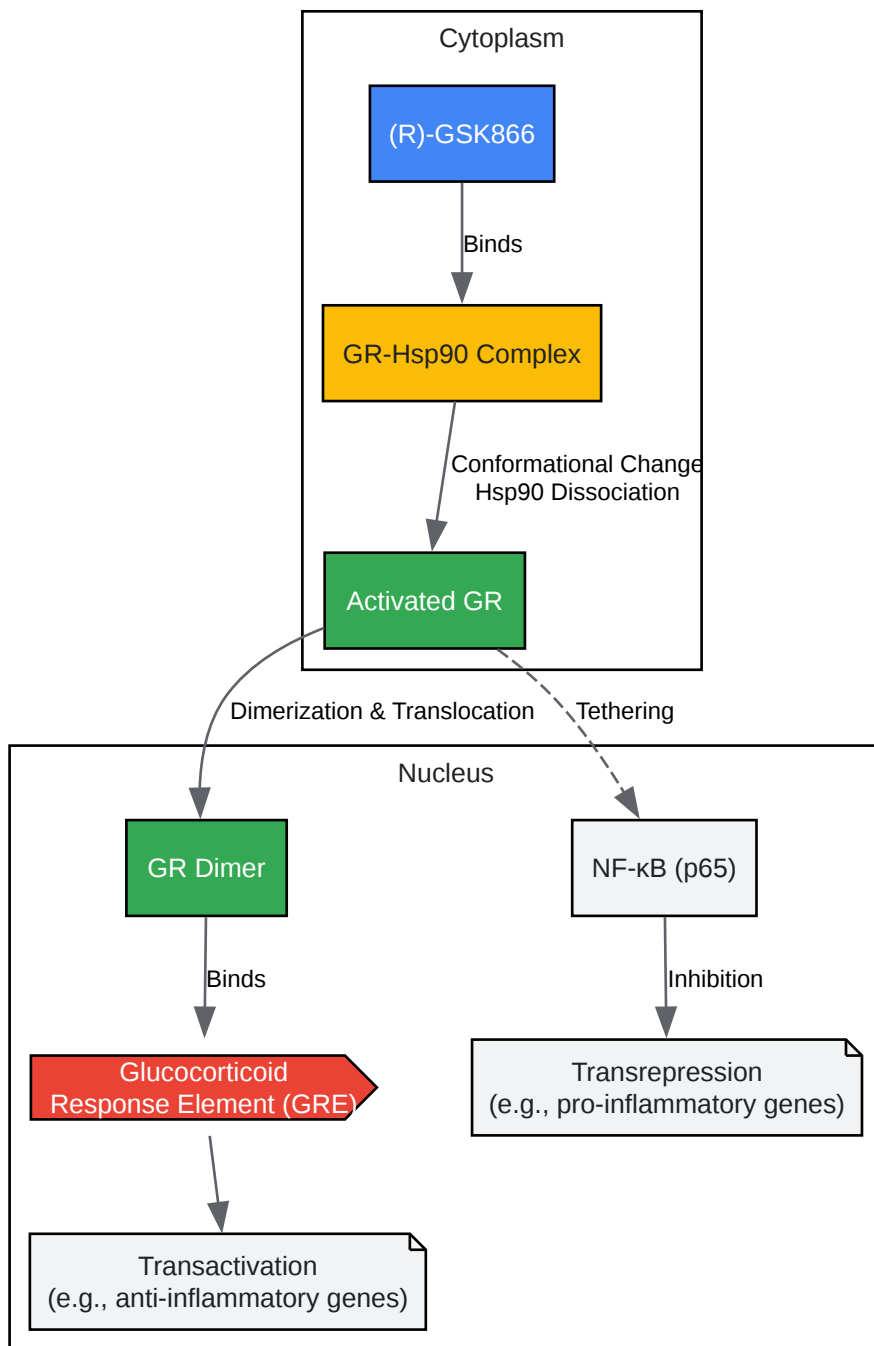 Cytoplasm
(R)-GSK866
Binds
GR-Hsp90 Complex
Conformational Change
Hsp90 Dissociation
Activated GR
Dimerization & Translocation
Tethering
Nucleus
GR Dimer
NF-κB (p65)
Binds
Inhibition
Glucocorticoid
Response Element (GRE)
Transrepression
(e.g., pro-inflammatory genes)
Transactivation
(e.g., anti-inflammatory genes)